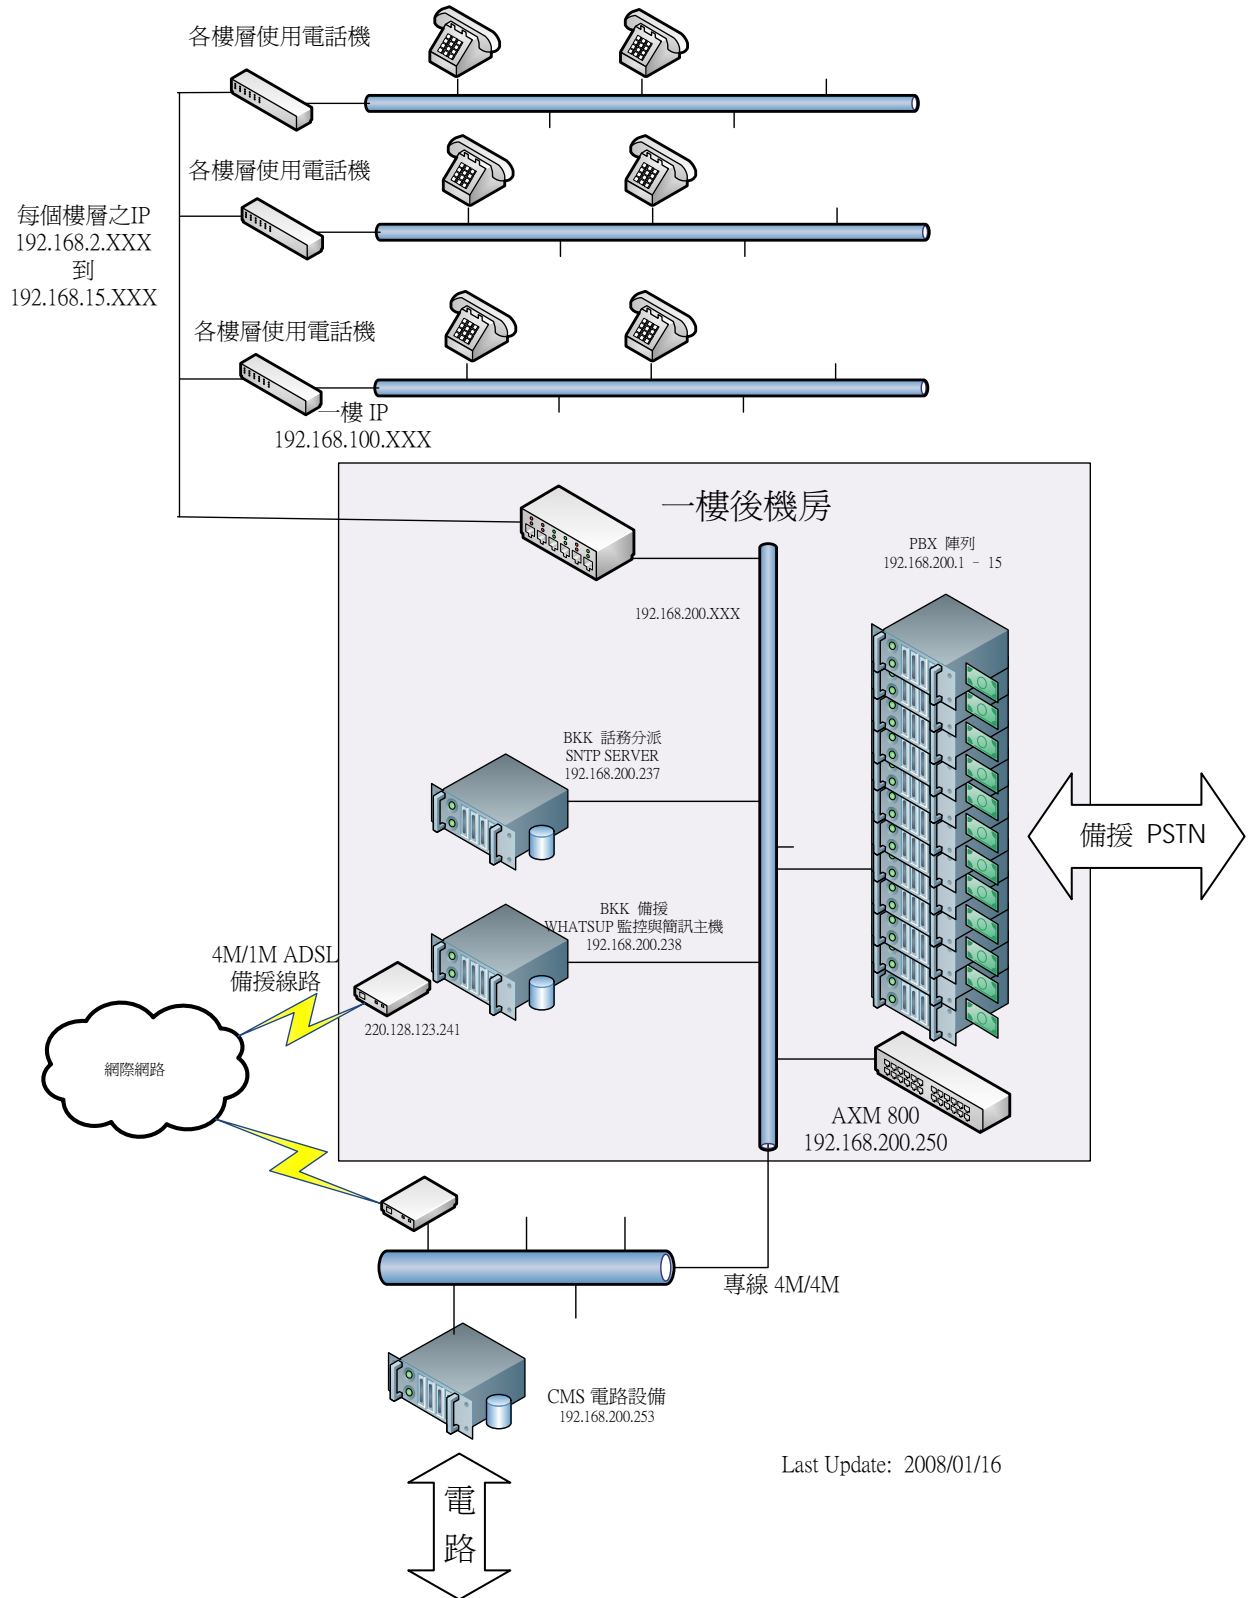 各樓層使用電話機
各樓層使用電話機
每個樓層之IP
192.168.2.XXX
到
192.168.15.XXX
各樓層使用電話機
一樓 IP
192.168.100.XXX
一樓後機房
PBX 陣列
192.168.200.1 - 15
192.168.200.XXX
BKK 話務分派
SNTP SERVER
192.168.200.237
備援 PSTN
BKK 備援
WHATSUP 監控與簡訊主機
192.168.200.238
4M/1M ADSL
備援線路
220.128.123.241
網際網路
AXM 800
192.168.200.250
專線 4M/4M
CMS 電路設備
192.168.200.253
Last Update: 2008/01/16
電
路